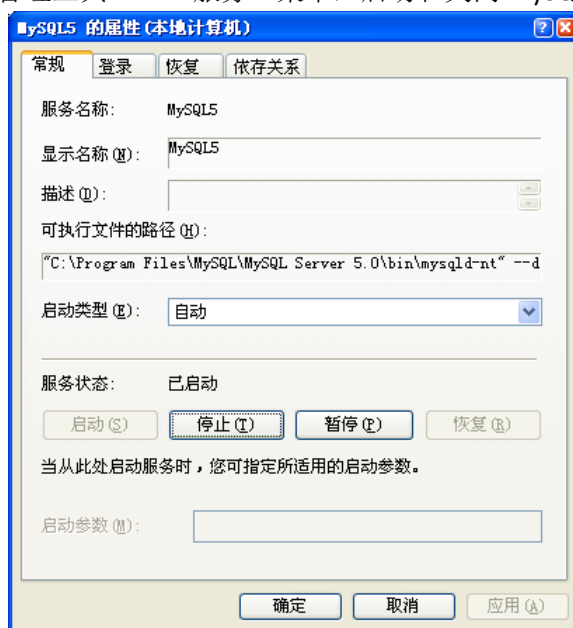 MySQL5 的属性(本地计算机)
常规 登录 恢复 依存关系
服务名称: MySQL5
显示名称(N): MySQL5
描述(D):
可执行文件的路径(H):
"C:\Program Files\MySQL\MySQL Server 5.0\bin\mysqld-nt" --d
启动类型(E): 自动
服务状态: 已启动
启动(S) 停止(T) 暂停(P) 恢复(R)
当从此处启动服务时，您可指定所适用的启动参数。
启动参数(M):
确定 取消 应用(A)